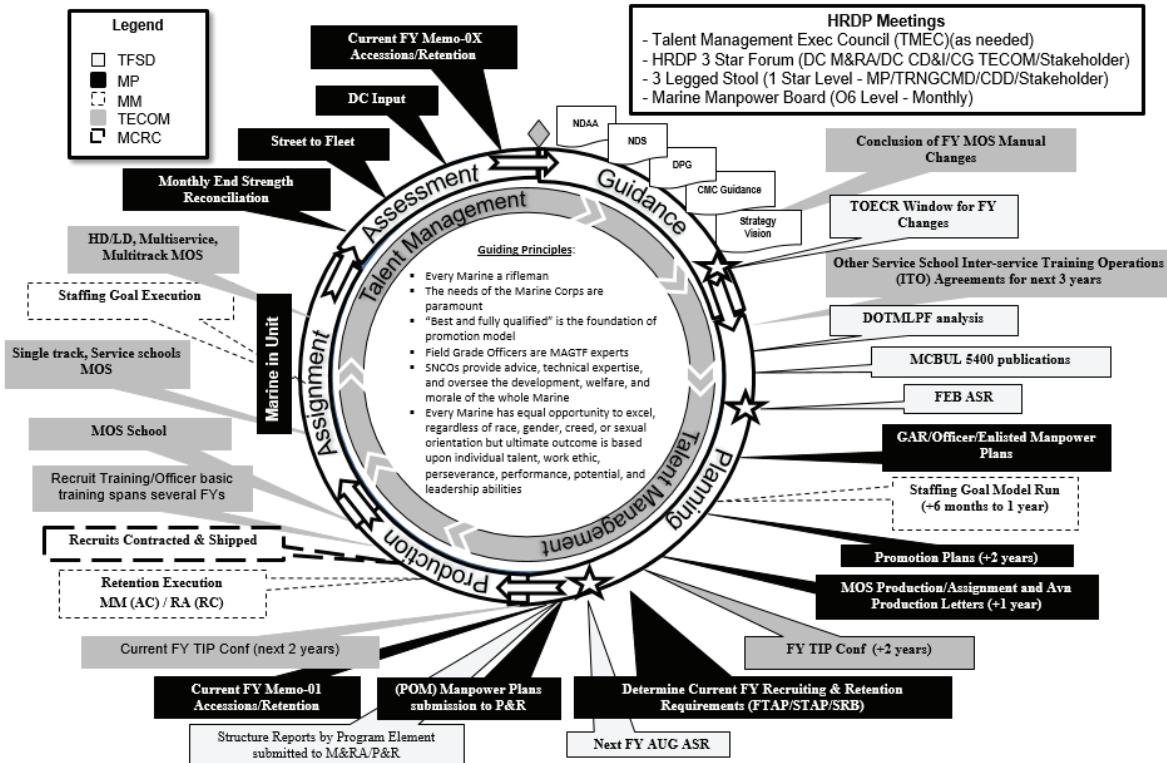 Legend
TFSD
MP
MM
TECOM
MCRC
Current FY Memo-0X
Accessions/Retention
DC Input
Street to Fleet
Monthly End Strength
Reconciliation
HRDP Meetings
- Talent Management Exec Council (TMEC)(as needed)
- HRDP 3 Star Forum (DC M&RA/DC CD&I/CG TECOM/Stakeholder)
- 3 Legged Stool (1 Star Level - MP/TRNGCMD/CDD/Stakeholder)
- Marine Manpower Board (O6 Level - Monthly)
NDAA
NDS
DPG
CMC Guidance
Strategy
Vision
Conclusion of FY MOS Manual
Changes
TOECR Window for FY
Changes
Other Service School Inter-service Training Operations
(ITO) Agreements for next 3 years
DOTMLPF analysis
MCBUL 5400 publications
FEB ASR
GAR/Officer/Enlisted Manpower
Plans
Staffing Goal Model Run
(+6 months to 1 year)
Promotion Plans (+2 years)
MOS Production/Assignment and Avn
Production Letters (+1 year)
FY TIP Conf (+2 years)
Determine Current FY Recruiting & Retention
Requirements (FTAP/STAP/SRB)
Next FY AUG ASR
(POM) Manpower Plans
submission to P&R
Structure Reports by Program Element
submitted to M&RA/P&R
Current FY Memo-01
Accessions/Retention
Current FY TIP Conf (next 2 years)
Retention Execution
MM (AC) / RA (RC)
Recruits Contracted & Shipped
Recruit Training/Officer basic
training spans several FYs
MOS School
Single track, Service schools
MOS
Staffing Goal Execution
HD/LD, Multiservice,
Multitrack MOS
Marine in Unit
Assessment
Guidance
Planning
Production
Assignment
Talent Management
Talent Management
Talent Management
Guiding Principles:
▪ Every Marine a rifleman
▪ The needs of the Marine Corps are
paramount
▪ “Best and fully qualified” is the foundation of
promotion model
▪ Field Grade Officers are MAGTF experts
▪ SNCOs provide advice, technical expertise,
and oversee the development, welfare, and
morale of the whole Marine
▪ Every Marine has equal opportunity to excel,
regardless of race, gender, creed, or sexual
orientation but ultimate outcome is based
upon individual talent, work ethic,
perseverance, performance, potential, and
leadership abilities